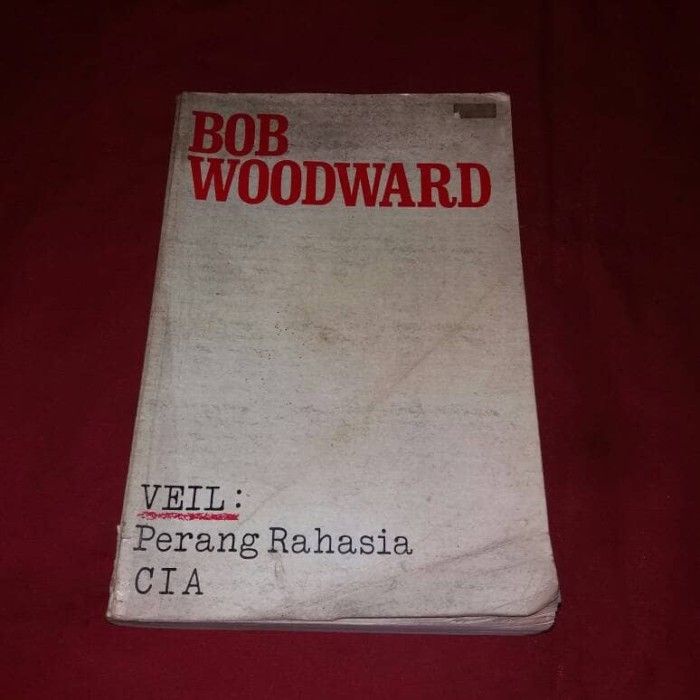 BOB
WOODWARD
VEIL:
Perang Rahasia
CIA